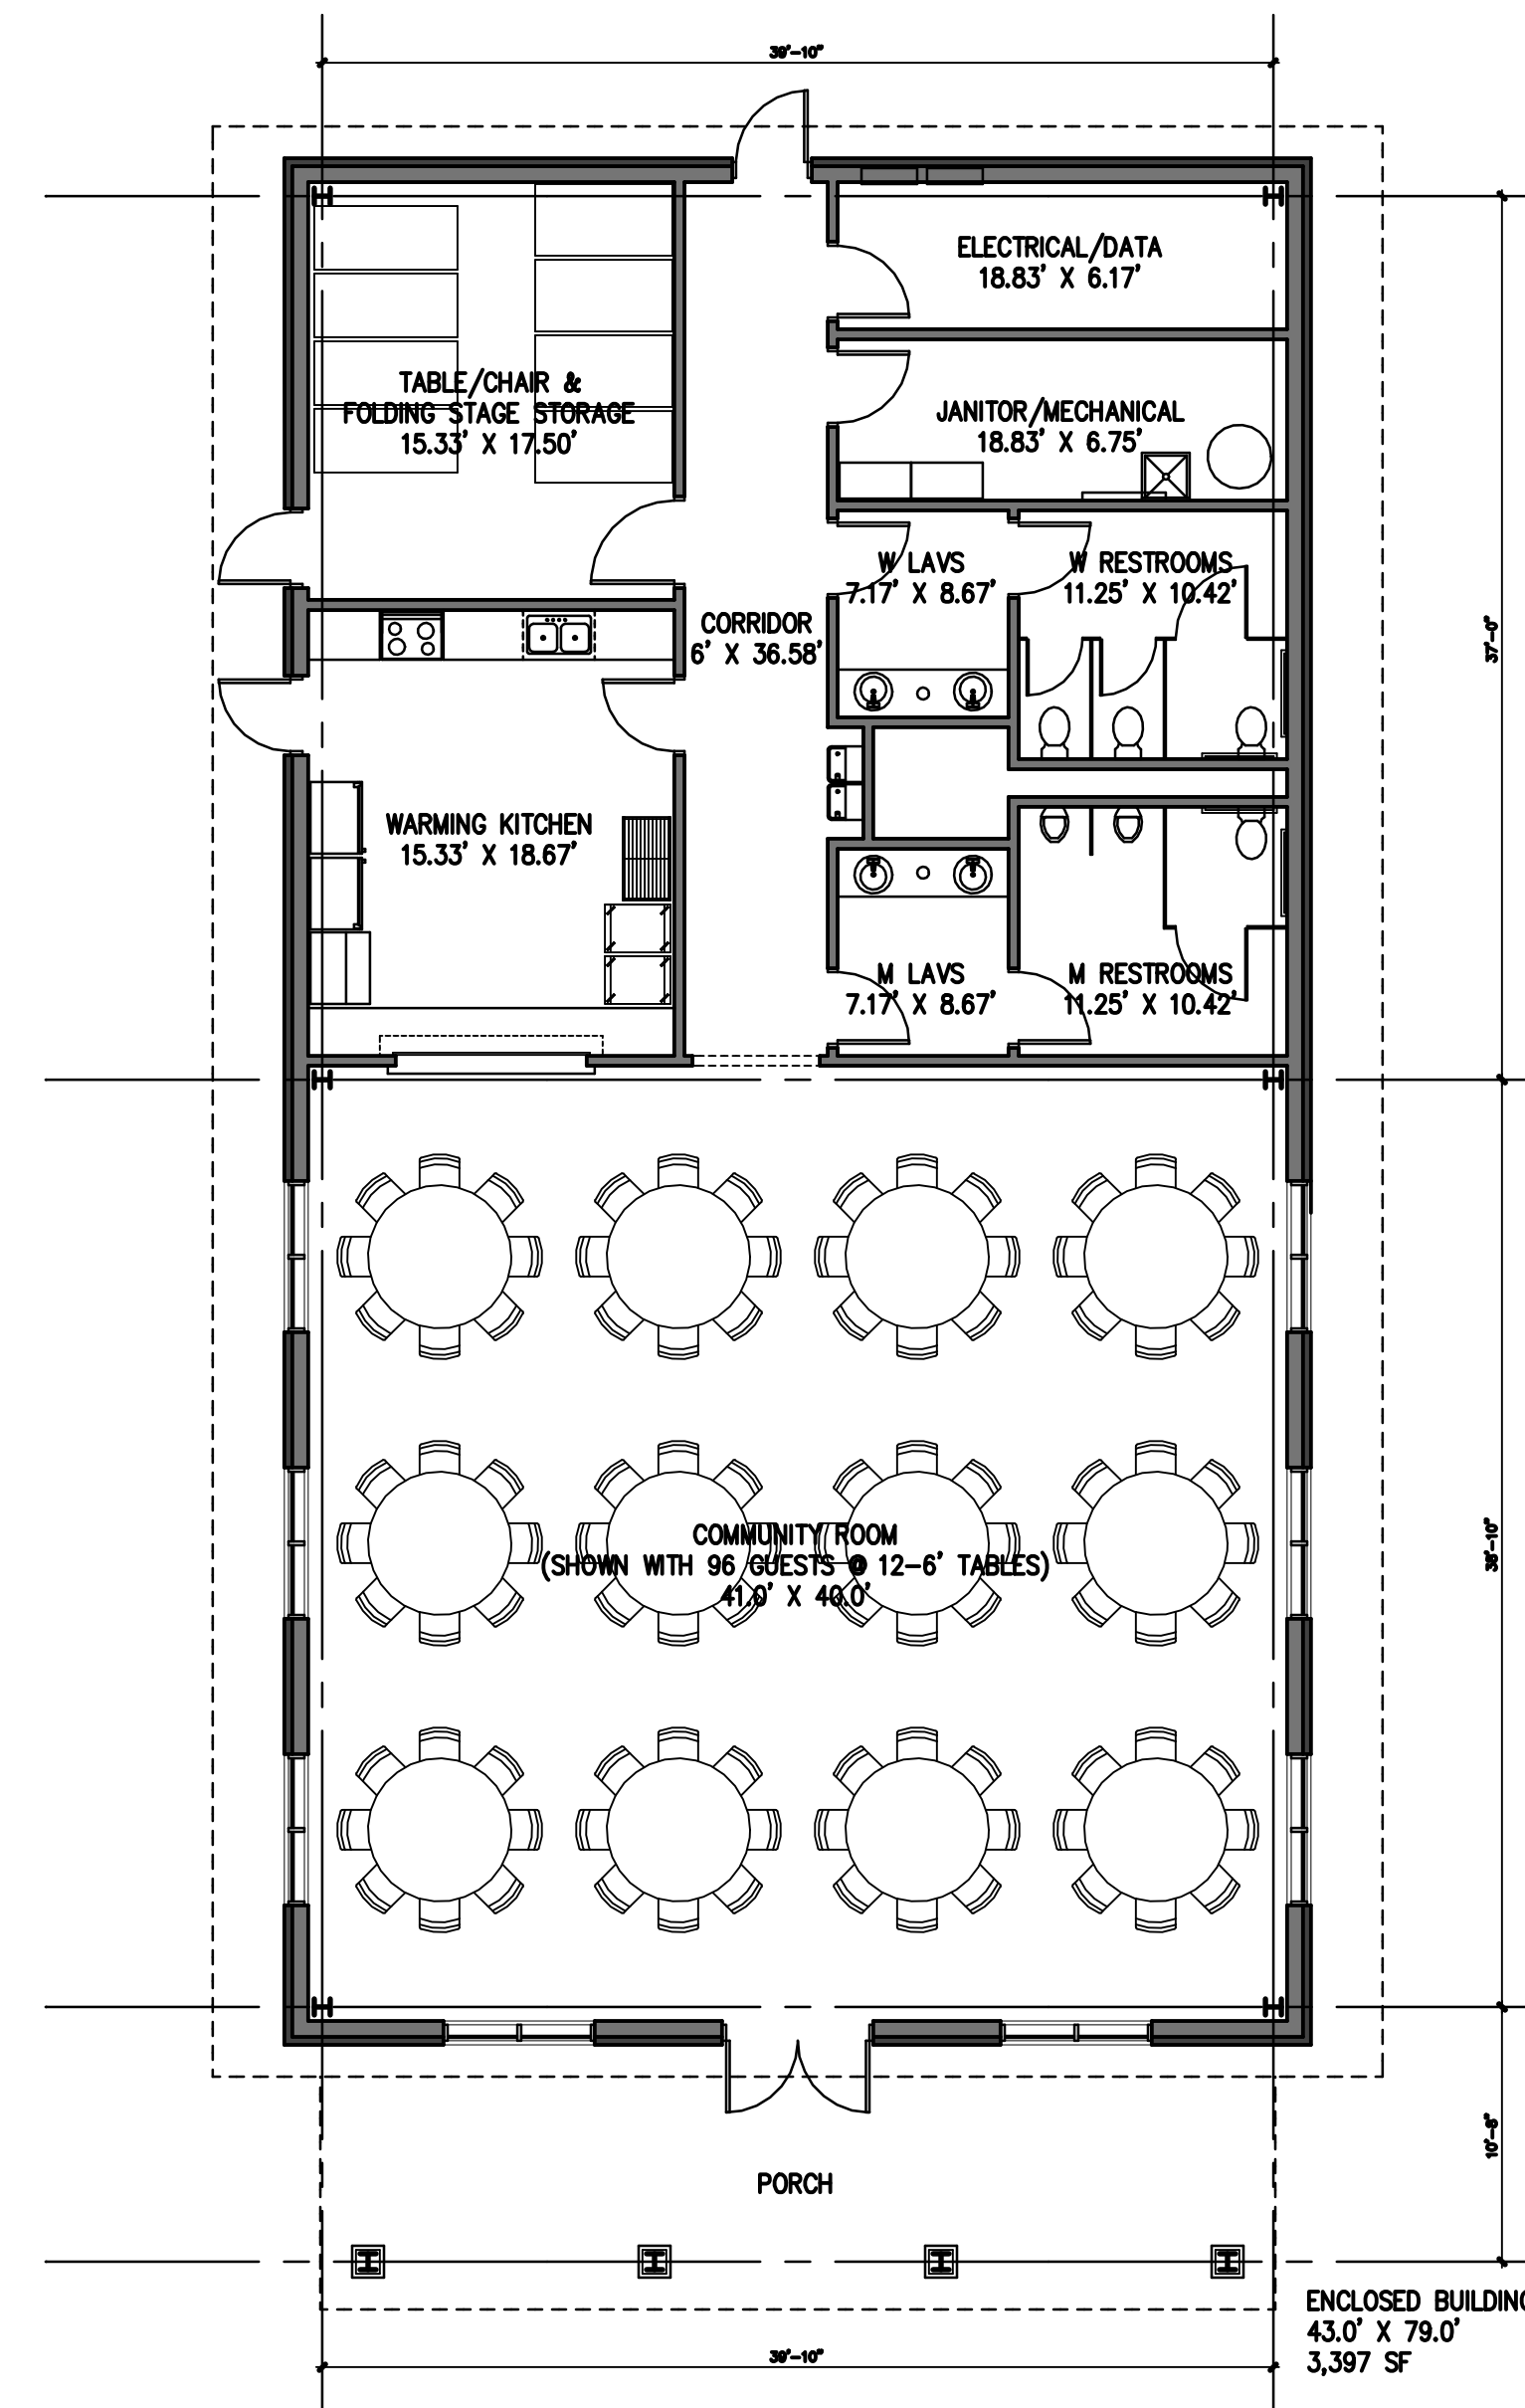 39'-10"
ELECTRICAL/DATA
18.83' X 6.17'
TABLE/CHAIR &
FOLDING STAGE STORAGE
15.33' X 17.50'
JANITOR/MECHANICAL
18.83' X 6.75'
W LAVS
7.17' X 8.67'
W RESTROOMS
11.25' X 10.42'
CORRIDOR
6' X 36.58'
37'-0"
WARMING KITCHEN
15.33' X 18.67'
M LAVS
7.17' X 8.67'
M RESTROOMS
11.25' X 10.42'
COMMUNITY ROOM
(SHOWN WITH 96 GUESTS @ 12-6' TABLES)
41.0' X 40.0'
38'-10"
10'-8"
PORCH
ENCLOSED BUILDING
43.0' X 79.0'
3,397 SF
39'-10"